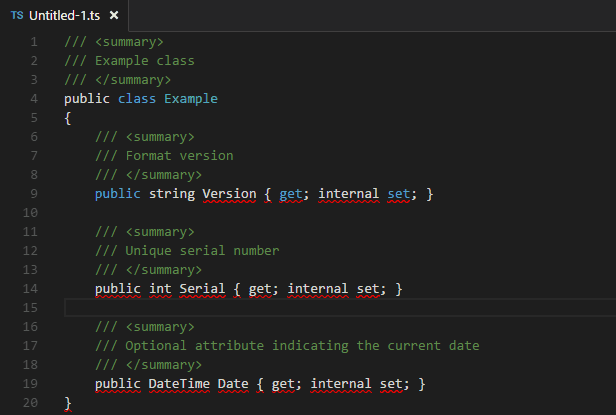 TS Untitled-1.ts ×
1 /// <summary>
2 /// Example class
3 /// </summary>
4 public class Example
5 {
6     /// <summary>
7     /// Format version
8     /// </summary>
9     public string Version { get; internal set; }
10
11     /// <summary>
12     /// Unique serial number
13     /// </summary>
14     public int Serial { get; internal set; }
15
16     /// <summary>
17     /// Optional attribute indicating the current date
18     /// </summary>
19     public DateTime Date { get; internal set; }
20 }